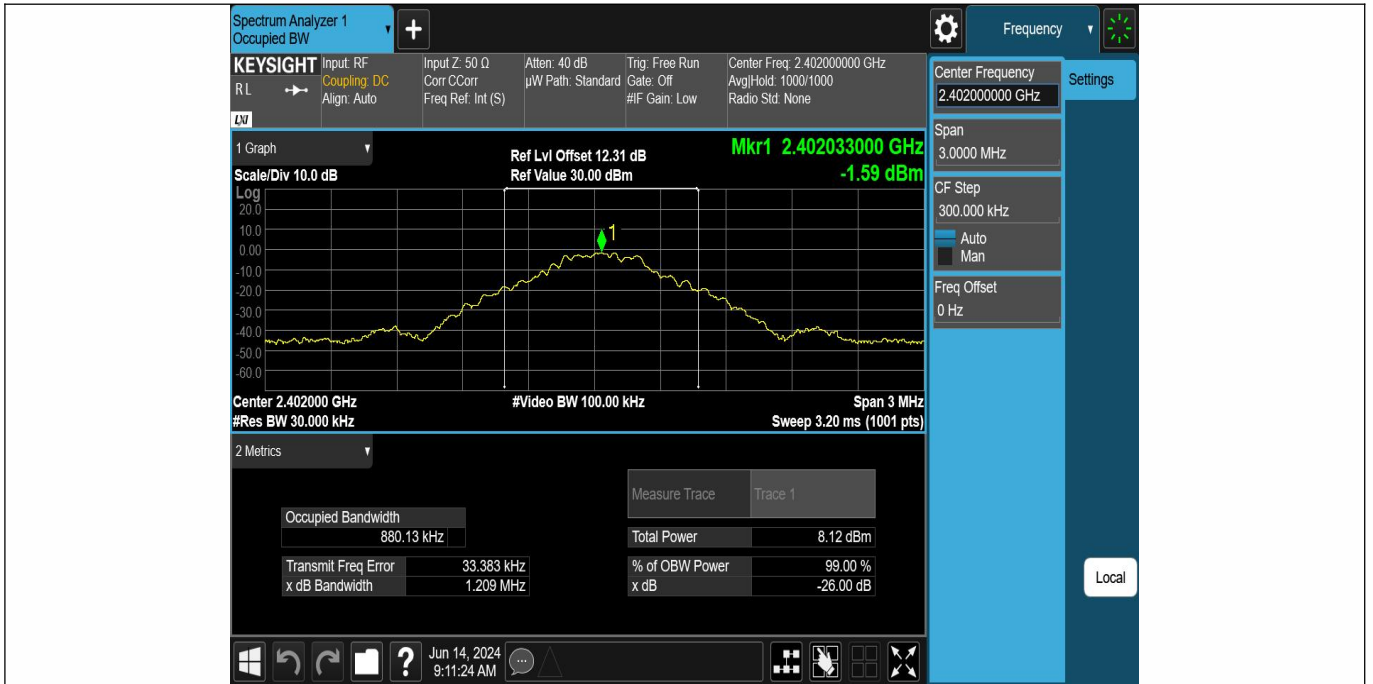 Spectrum Analyzer 1
Occupied BW
+
Frequency
KEYSIGHT
RL
LXI
Input: RF
Coupling: DC
Align: Auto
Input Z: 50 Ω
Corr CCorr
Freq Ref: Int (S)
Atten: 40 dB
µW Path: Standard
Trig: Free Run
Gate: Off
#IF Gain: Low
Center Freq: 2.402000000 GHz
Avg|Hold: 1000/1000
Radio Std: None
Center Frequency
2.402000000 GHz
Settings
Span
3.0000 MHz
CF Step
300.000 kHz
Auto
Man
Freq Offset
0 Hz
Local
1 Graph
Scale/Div 10.0 dB
Ref Lvl Offset 12.31 dB
Ref Value 30.00 dBm
Mkr1 2.402033000 GHz
-1.59 dBm
Log
20.0
10.0
0.00
-10.0
-20.0
-30.0
-40.0
-50.0
-60.0
1
Center 2.402000 GHz
#Video BW 100.00 kHz
Span 3 MHz
#Res BW 30.000 kHz
Sweep 3.20 ms (1001 pts)
2 Metrics
Measure Trace Trace 1
Occupied Bandwidth
880.13 kHz
Total Power 8.12 dBm
Transmit Freq Error 33.383 kHz
% of OBW Power 99.00 %
x dB Bandwidth 1.209 MHz
x dB -26.00 dB
?
Jun 14, 2024
9:11:24 AM